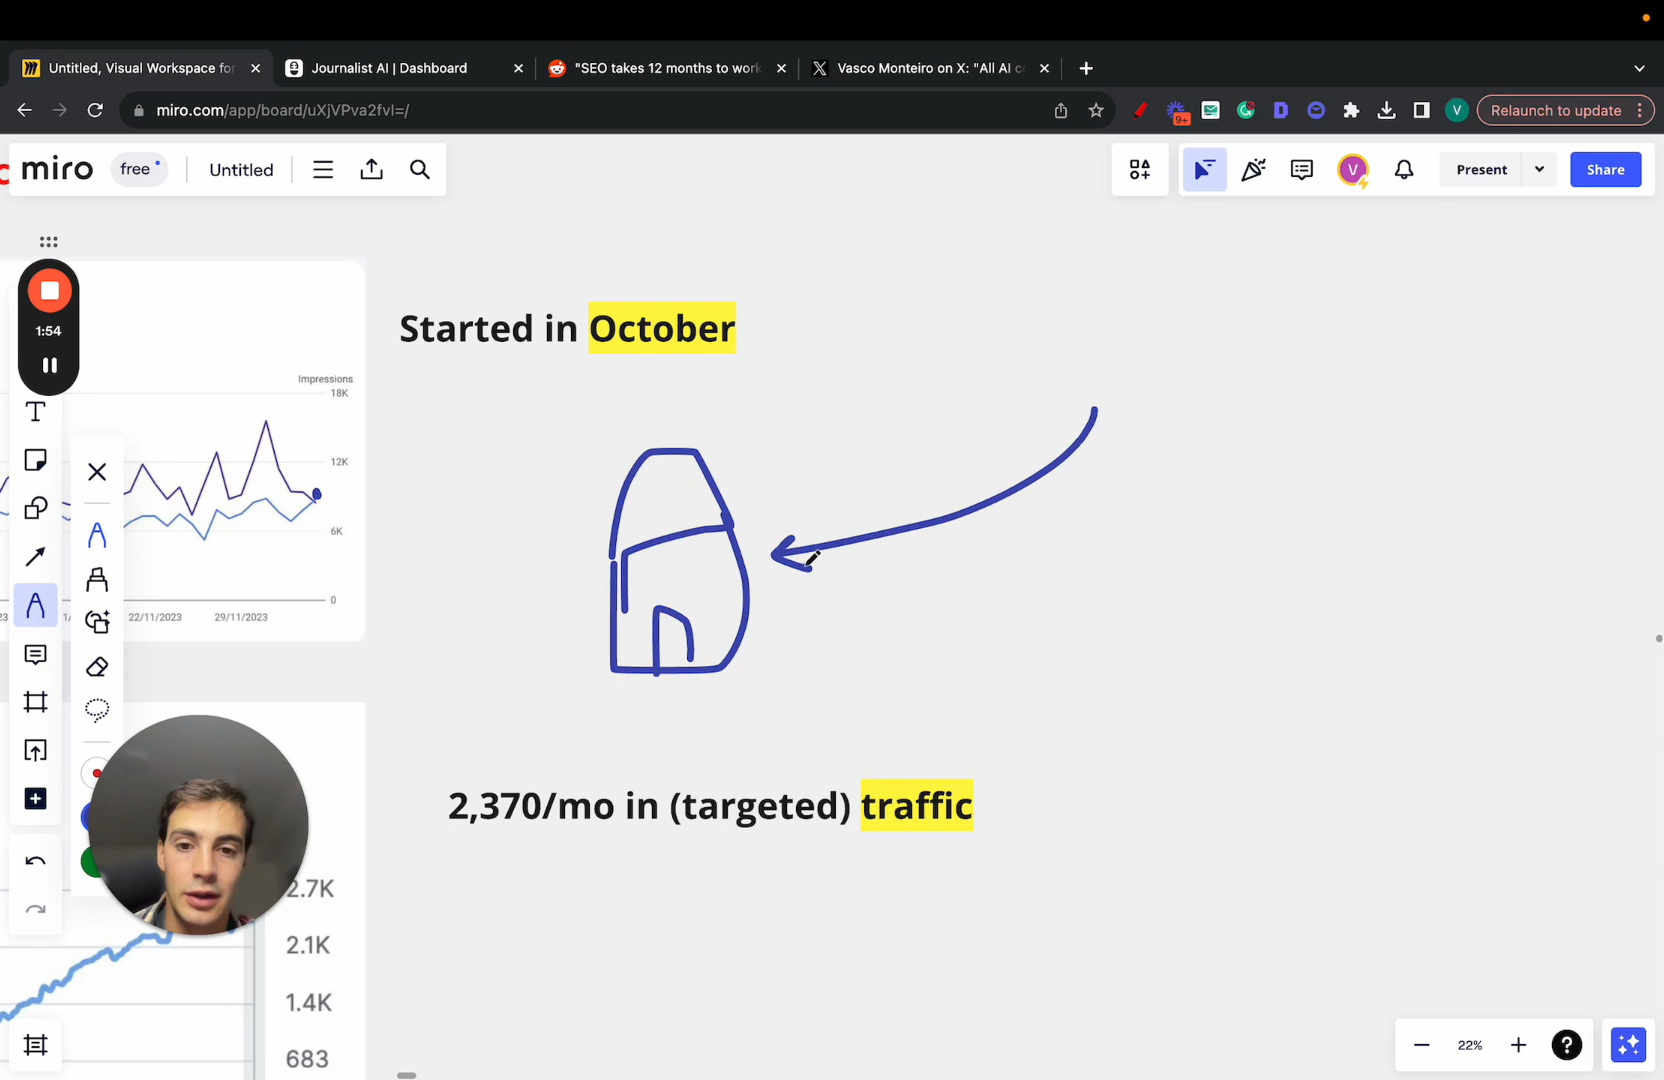 Untitled, Visual Workspace for
Journalist AI | Dashboard
"SEO takes 12 months to work
Vasco Monteiro on X: "All AI c
miro.com/app/board/uXjVPva2fvI=/
9+
V
Relaunch to update
miro
free
Untitled
V
Present
Share
1:54
Started in October
Impressions
18K
12K
6K
0
23
1/
22/11/2023
29/11/2023
2,370/mo in (targeted) traffic
2.7K
2.1K
1.4K
683
22%